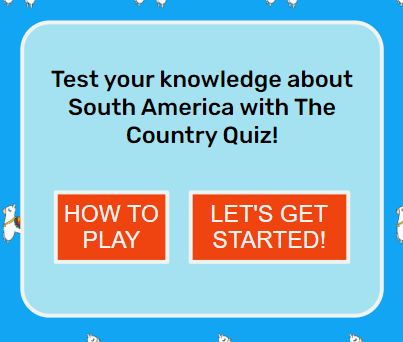 Test your knowledge about
South America with The
Country Quiz!
HOW TO
PLAY
LET'S GET
STARTED!